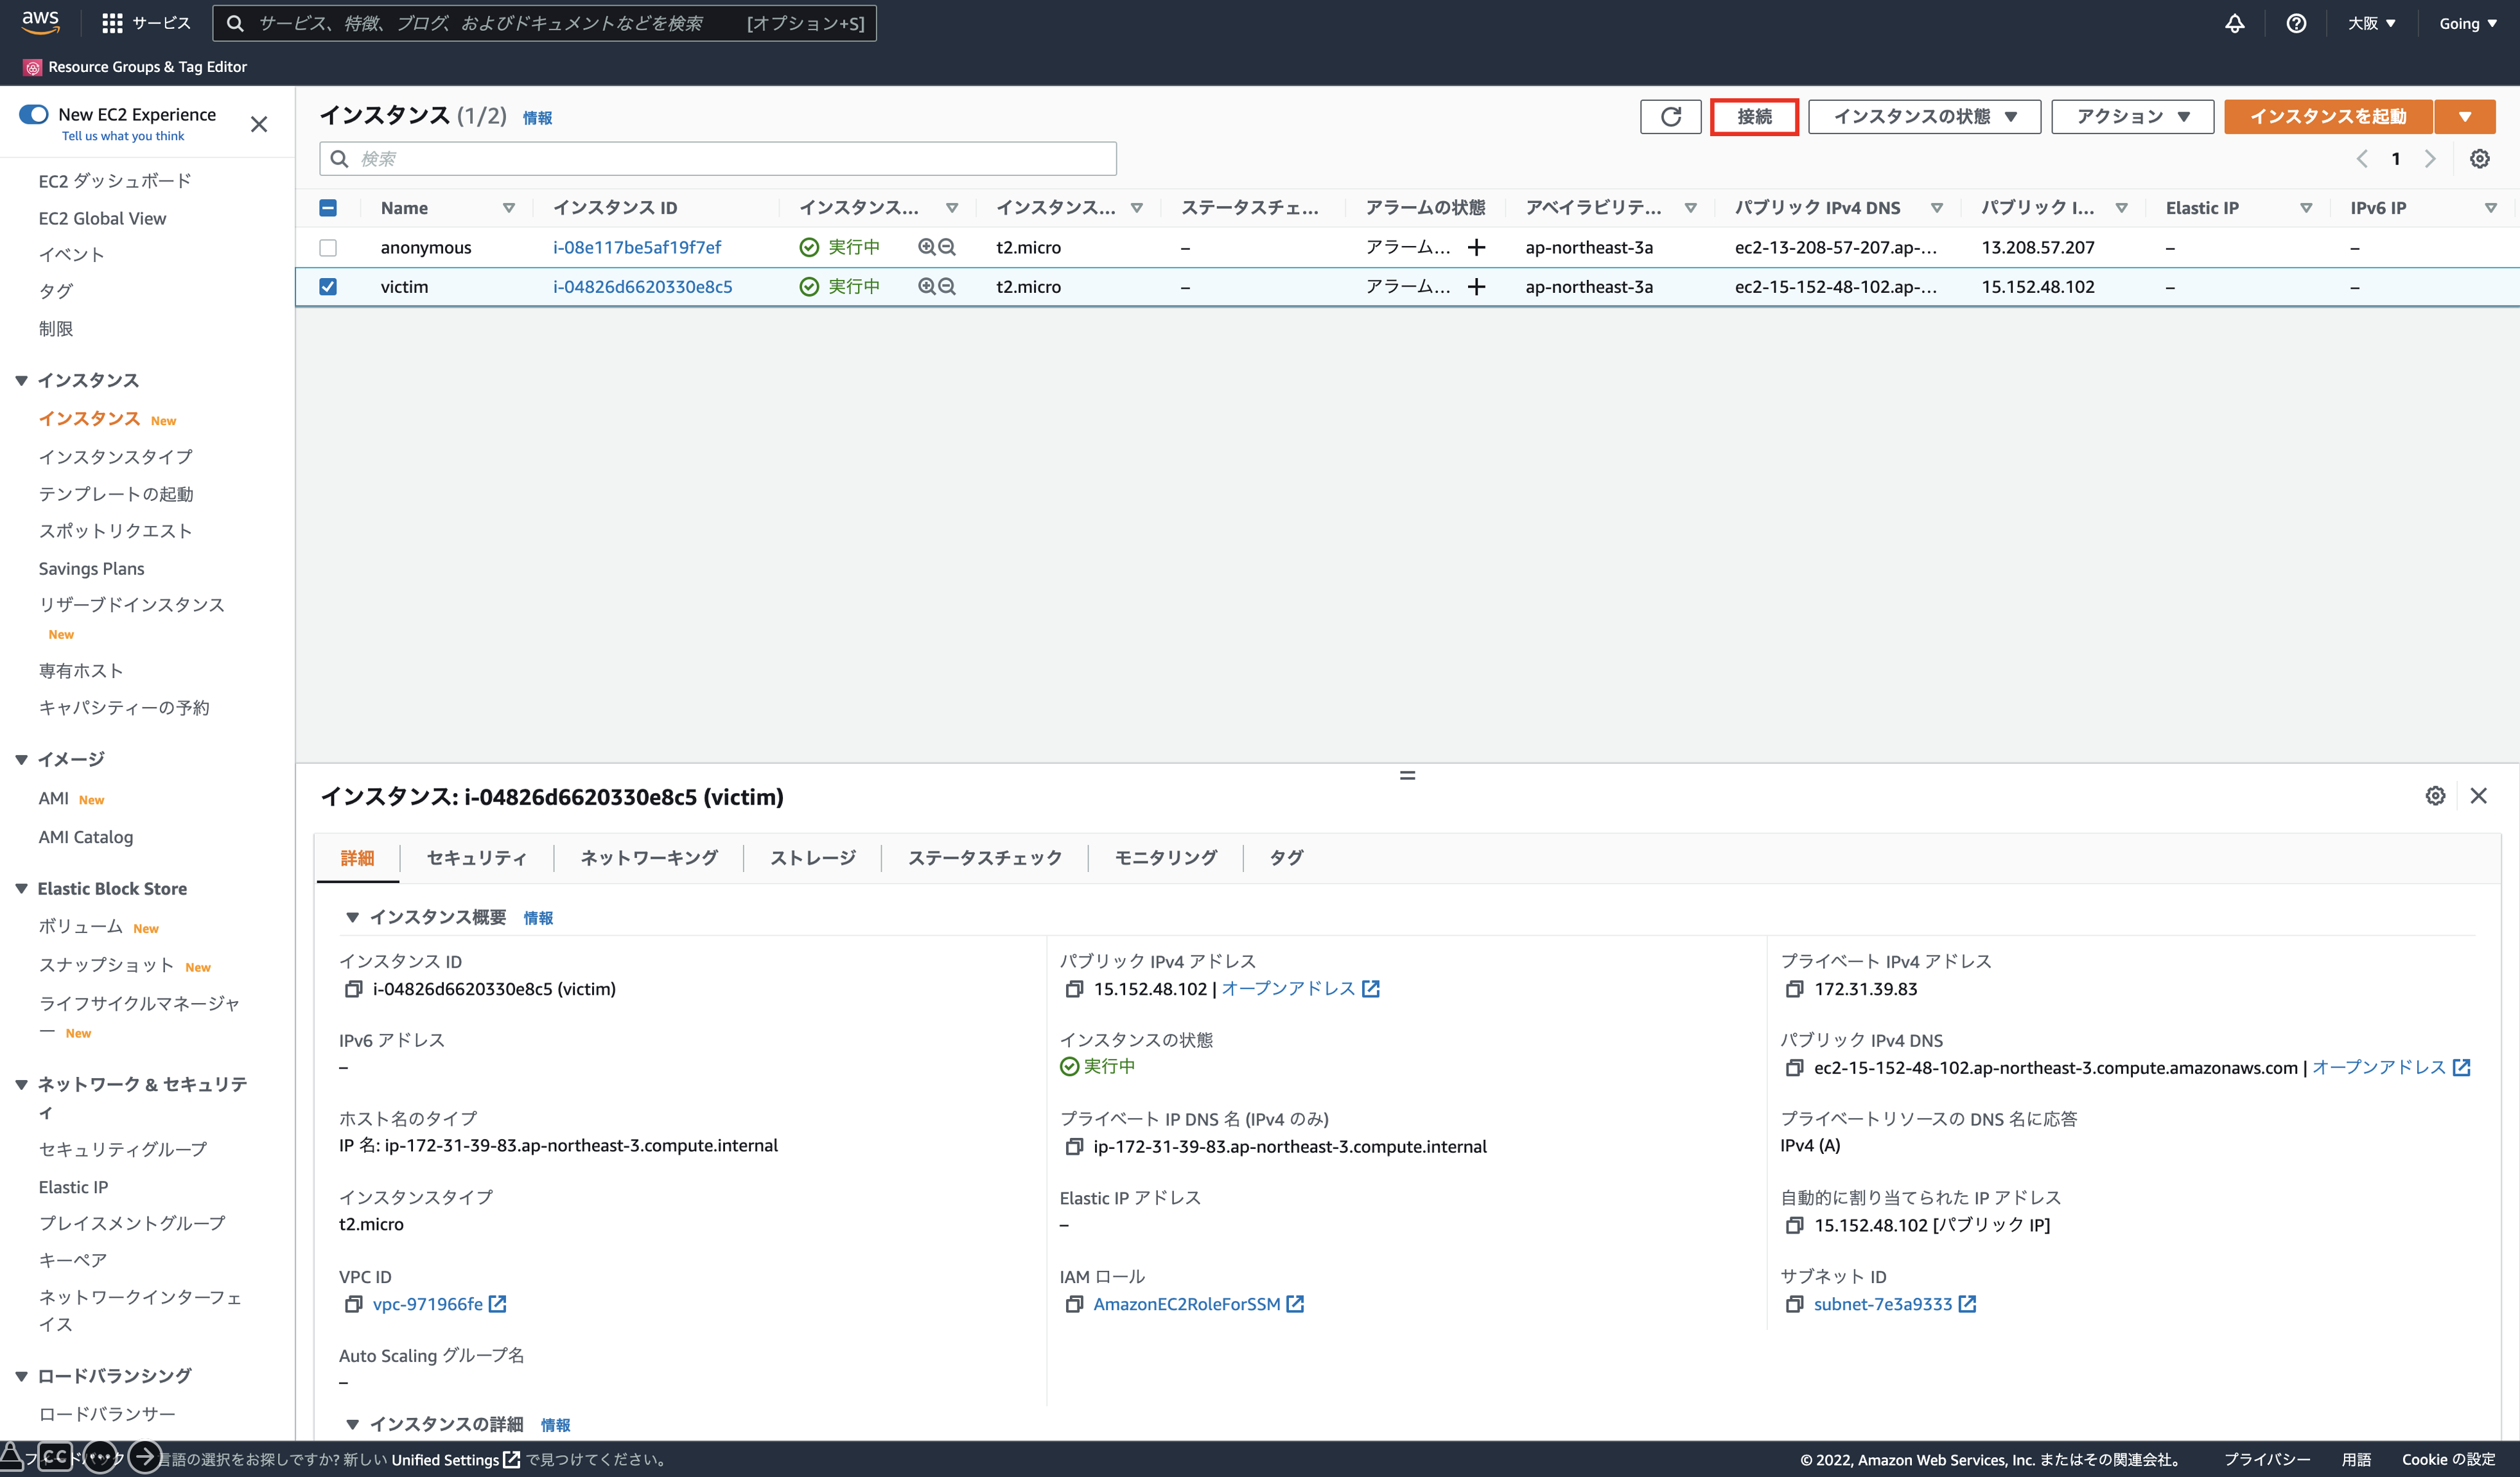 aws
サービス
サービス、特徴、ブログ、およびドキュメントなどを検索 [オプション+S]
大阪 ▼
Going ▼
Resource Groups & Tag Editor
New EC2 Experience
Tell us what you think
EC2 ダッシュボード
EC2 Global View
イベント
タグ
制限
▼ インスタンス
インスタンス New
インスタンスタイプ
テンプレートの起動
スポットリクエスト
Savings Plans
リザーブドインスタンス
New
専有ホスト
キャパシティーの予約
▼ イメージ
AMI New
AMI Catalog
▼ Elastic Block Store
ボリューム New
スナップショット New
ライフサイクルマネージャ
ー New
▼ ネットワーク & セキュリテ
ィ
セキュリティグループ
Elastic IP
プレイスメントグループ
キーペア
ネットワークインターフェ
イス
▼ ロードバランシング
ロードバランサー
インスタンス (1/2) 情報
接続
インスタンスの状態 ▼
アクション ▼
インスタンスを起動
検索
1
Name インスタンス ID インスタンス... インスタンス... ステータスチェ... アラームの状態 アベイラビリテ... パブリック IPv4 DNS パブリック I... Elastic IP IPv6 IP
anonymous i-08e117be5af19f7ef 実行中 t2.micro – アラーム... + ap-northeast-3a ec2-13-208-57-207.ap-... 13.208.57.207 – –
victim i-04826d6620330e8c5 実行中 t2.micro – アラーム... + ap-northeast-3a ec2-15-152-48-102.ap-... 15.152.48.102 – –
インスタンス: i-04826d6620330e8c5 (victim)
詳細 セキュリティ ネットワーキング ストレージ ステータスチェック モニタリング タグ
▼ インスタンス概要 情報
インスタンス ID
i-04826d6620330e8c5 (victim)
パブリック IPv4 アドレス
15.152.48.102 | オープンアドレス
プライベート IPv4 アドレス
172.31.39.83
IPv6 アドレス
–
インスタンスの状態
実行中
パブリック IPv4 DNS
ec2-15-152-48-102.ap-northeast-3.compute.amazonaws.com | オープンアドレス
ホスト名のタイプ
IP 名: ip-172-31-39-83.ap-northeast-3.compute.internal
プライベート IP DNS 名 (IPv4 のみ)
ip-172-31-39-83.ap-northeast-3.compute.internal
プライベートリソースの DNS 名に応答
IPv4 (A)
インスタンスタイプ
t2.micro
Elastic IP アドレス
–
自動的に割り当てられた IP アドレス
15.152.48.102 [パブリック IP]
VPC ID
vpc-971966fe
IAM ロール
AmazonEC2RoleForSSM
サブネット ID
subnet-7e3a9333
Auto Scaling グループ名
–
▼ インスタンスの詳細 情報
CC
言語の選択をお探しですか? 新しい Unified Settings で見つけてください。
© 2022, Amazon Web Services, Inc. またはその関連会社。
プライバシー
用語
Cookie の設定